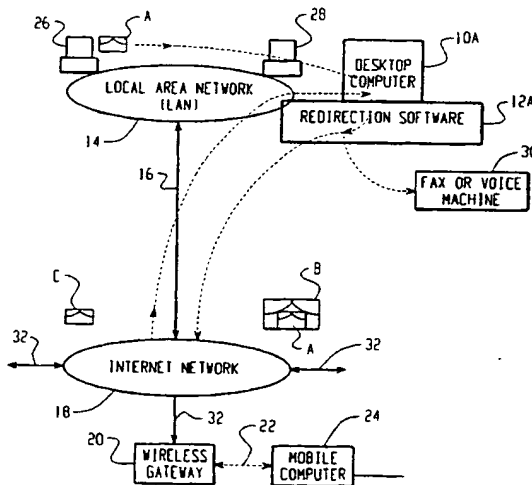 26
A
28
10A
DESKTOP
COMPUTER
LOCAL AREA NETWORK
(LAN)
REDIRECTION SOFTWARE
12A
14
16
30
FAX OR VOICE
MACHINE
C
B
A
32
32
INTERNET NETWORK
18
32
20
WIRELESS
GATEWAY
22
24
MOBILE
COMPUTER